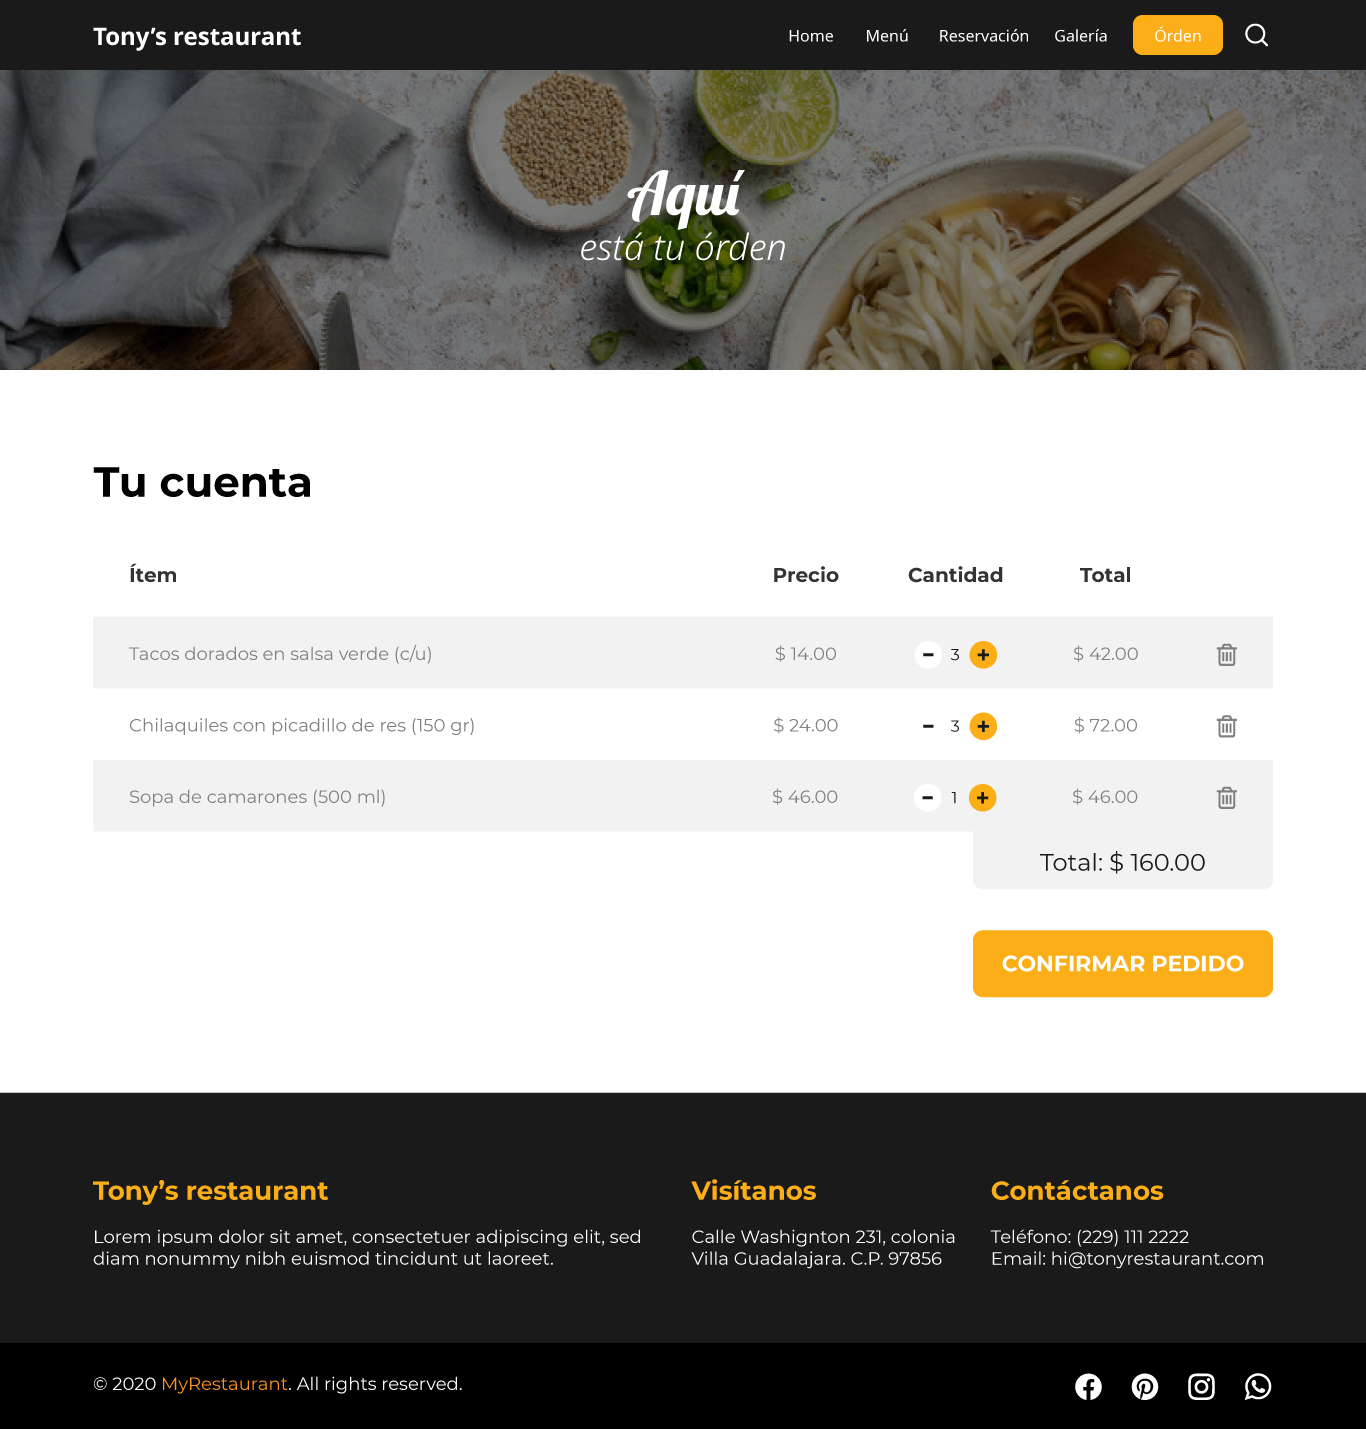 Tony’s restaurant
Home Menú Reservación Galería Órden
Aquí
está tu órden
Tu cuenta
Ítem Precio Cantidad Total
Tacos dorados en salsa verde (c/u) $ 14.00 - 3 + $ 42.00
Chilaquiles con picadillo de res (150 gr) $ 24.00 - 3 + $ 72.00
Sopa de camarones (500 ml) $ 46.00 - 1 + $ 46.00
Total: $ 160.00
CONFIRMAR PEDIDO
Tony’s restaurant
Lorem ipsum dolor sit amet, consectetuer adipiscing elit, sed
diam nonummy nibh euismod tincidunt ut laoreet.
Visítanos
Calle Washignton 231, colonia
Villa Guadalajara. C.P. 97856
Contáctanos
Teléfono: (229) 111 2222
Email: hi@tonyrestaurant.com
© 2020 MyRestaurant. All rights reserved.